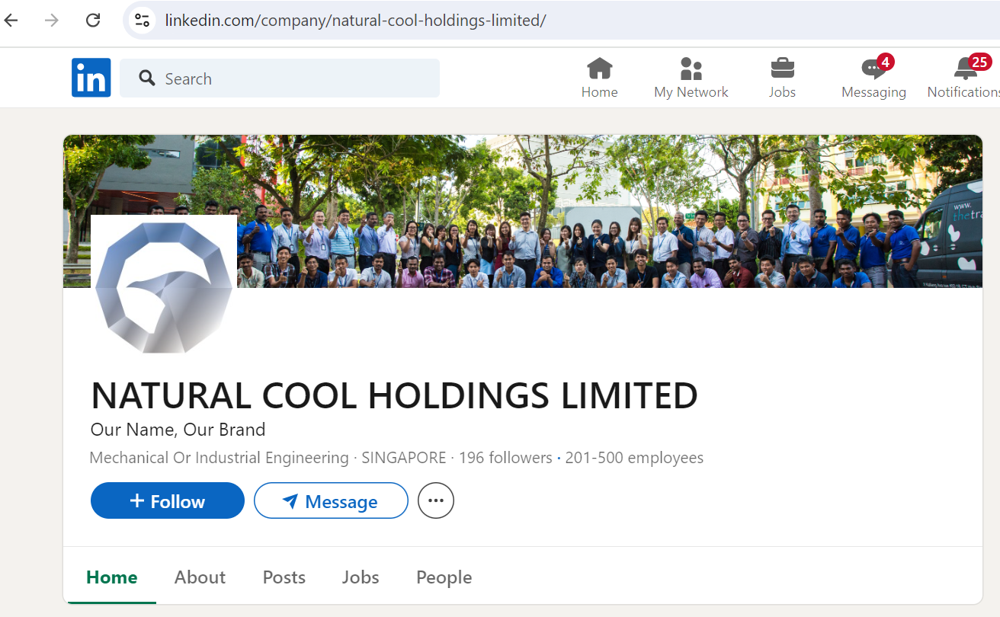 linkedin.com/company/natural-cool-holdings-limited/
in
Search
Home
My Network
Jobs
4
Messaging
25
Notifications
www.
NATURAL COOL HOLDINGS LIMITED
Our Name, Our Brand
Mechanical Or Industrial Engineering · SINGAPORE · 196 followers · 201-500 employees
+ Follow
Message
Home
About
Posts
Jobs
People